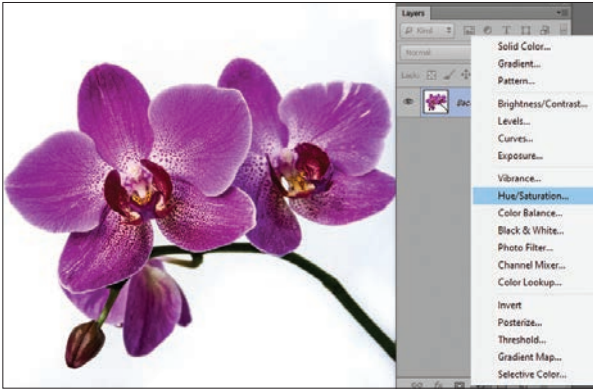 Layers
Kind
Normal
Lock:
Solid Color...
Gradient...
Pattern...
Brightness/Contrast...
Levels...
Curves...
Exposure...
Vibrance...
Hue/Saturation...
Color Balance...
Black & White...
Photo Filter...
Channel Mixer...
Color Lookup...
Invert
Posterize...
Threshold...
Gradient Map...
Selective Color...